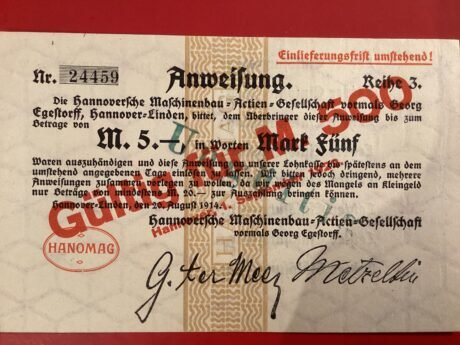 Einlieferungsfrist umstehend!
Nr. 24459 Anweisung. Reihe 3.
Die Hannoversche Maschinenbau-Actien-Gesellschaft vormals Georg
Egestorff, Hannover-Linden, bittet, dem Überbringer dieser Anweisung bis zum
Betrage von
M. 5.— in Worten Mark Fünf
Waren auszuhändigen und diese Anweisung an unserer Lohnkasse bis spätestens an dem
umstehend angegebenen Tage einlösen zu lassen. Wir bitten jedoch dringend, mehrere
Anweisungen zusammen vorlegen zu wollen, da wir wegen des Mangels an Kleingeld
nur Beträge von mindestens M. 20.— zur Auszahlung bringen können.
Hannover-Linden, den August 1914.
Hannoversche Maschinenbau-Actien-Gesellschaft
vormals Georg Egestorff.
Gültig für M 500
HANOMAG